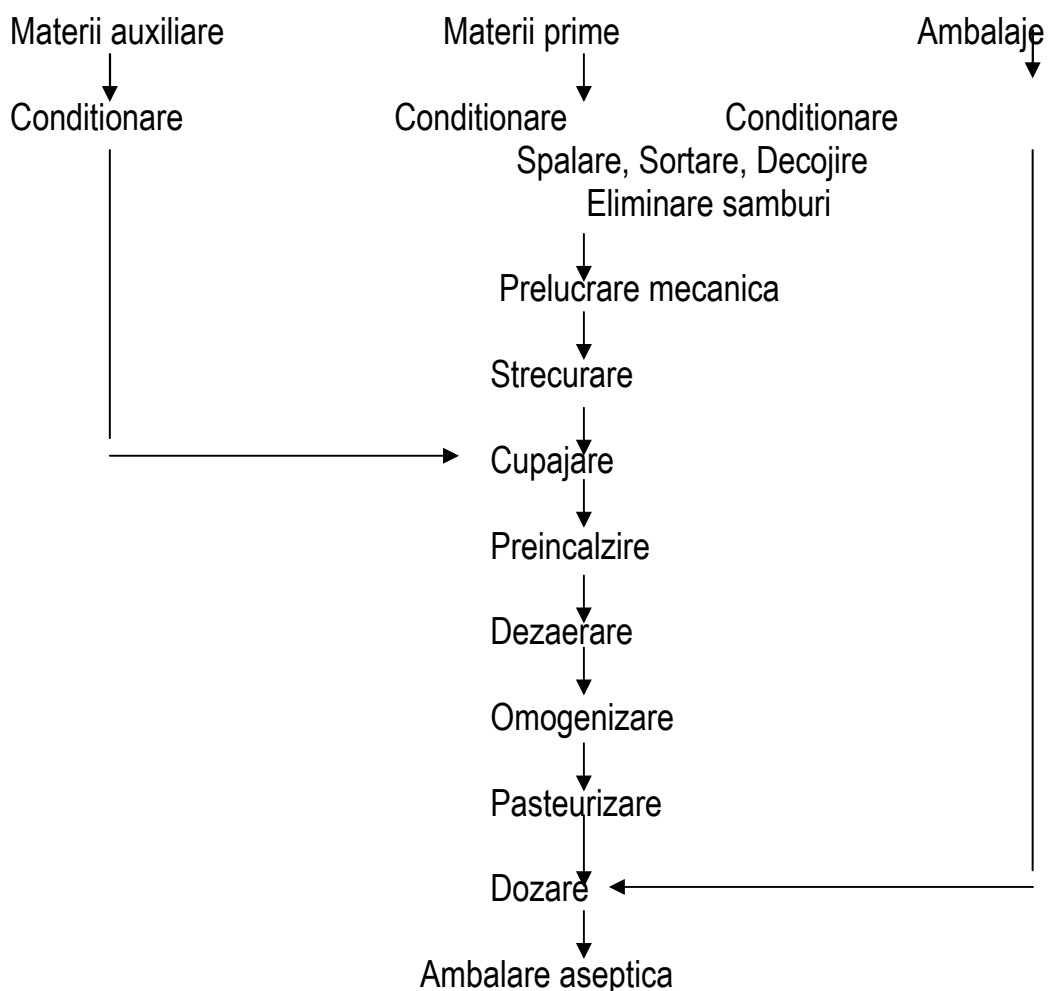 Materii auxiliare Materii prime Ambalaje
Conditionare Conditionare Conditionare
Spalare, Sortare, Decojire
Eliminare samburi
Prelucrare mecanica
Strecurare
Cupajare
Preincalzire
Dezaerare
Omogenizare
Pasteurizare
Dozare
Ambalare aseptica